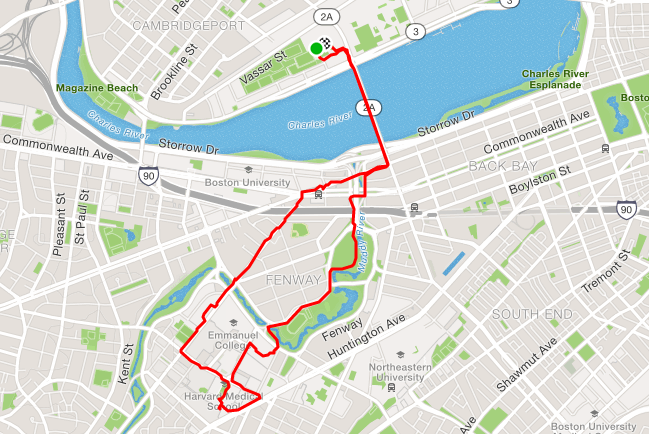 CAMBRIDGEPORT
2A
3
3
Vassar St
Brookline St
Magazine Beach
Charles River
Charles River
Esplanade
Charles River
2A
Storrow Dr
Storrow Dr
Commonwealth Ave
Commonwealth Ave
90
Boston
University
BACK BAY
Boylston St
Pleasant St
St Paul St
Muddy River
90
FENWAY
Tremont St
SOUTH END
Emmanuel
College
Fenway
Huntington Ave
Kent St
Northeastern
University
Shawmut Ave
Harvard Medical
School
Boston University